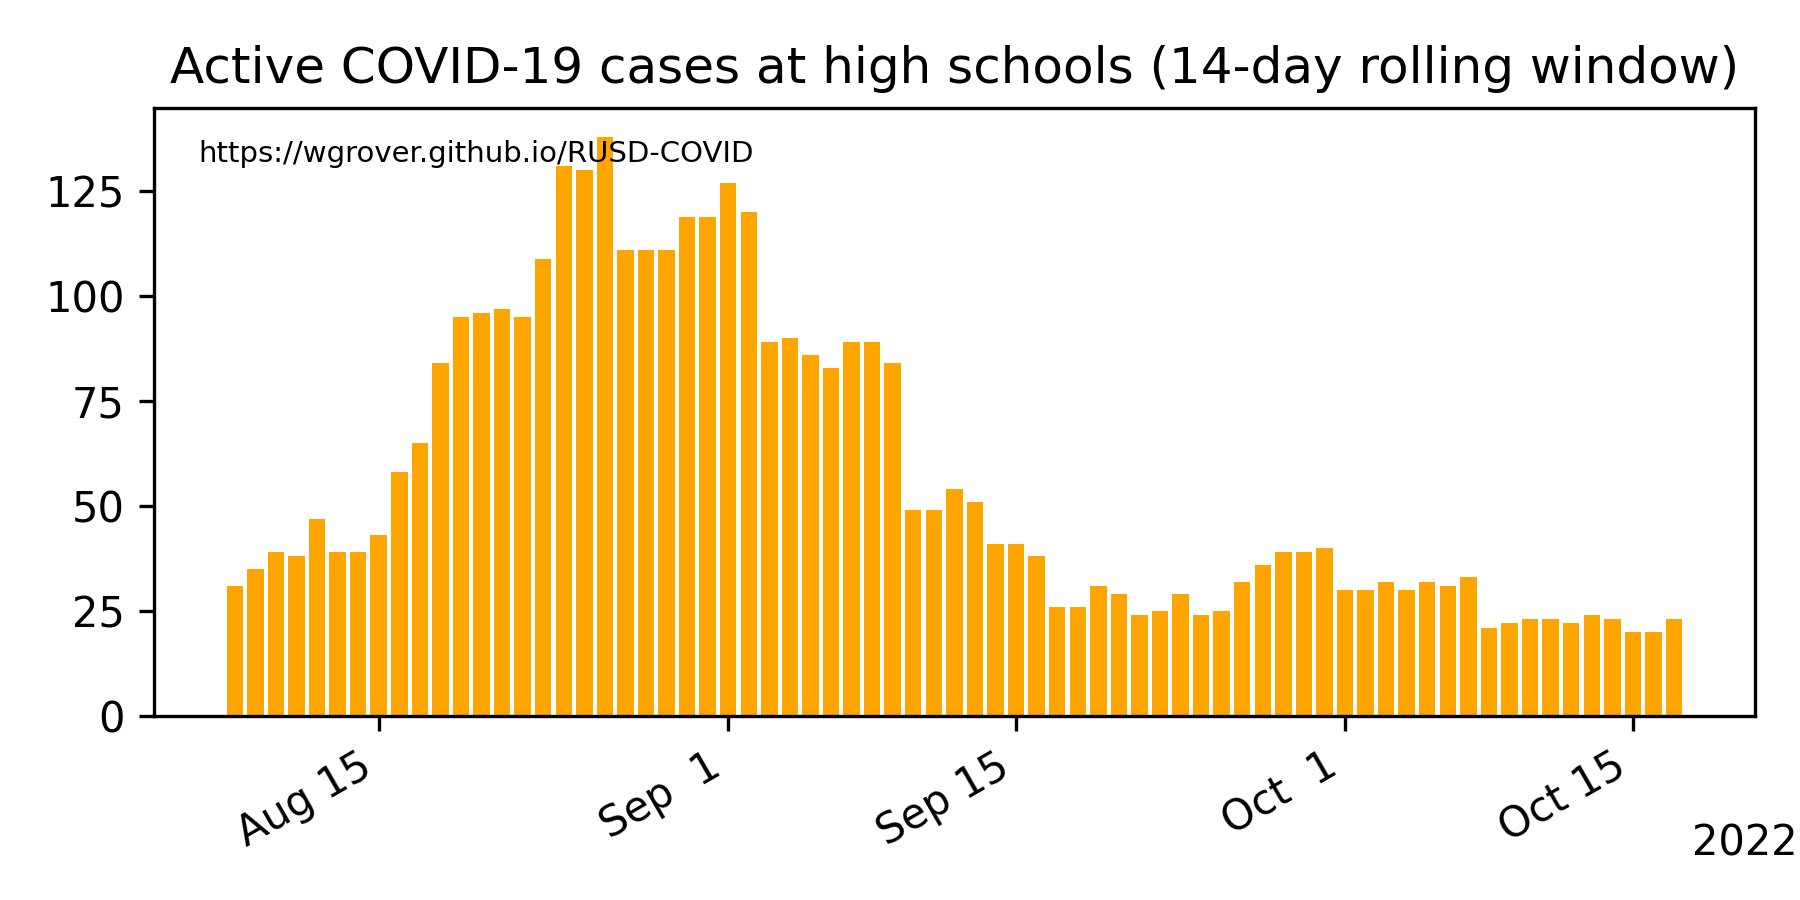 Active COVID-19 cases at high schools (14-day rolling window)
https://wgrover.github.io/RUSD-COVID
125
100
75
50
25
0
Aug 15
Sep 1
Sep 15
Oct 1
Oct 15
2022